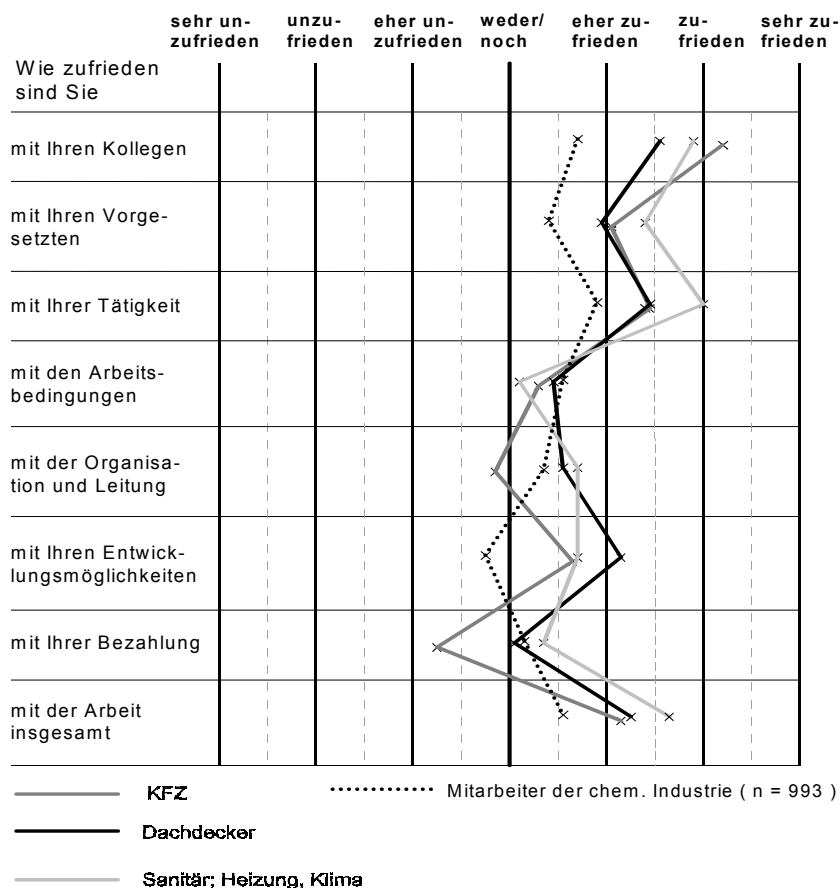 sehr un- unzu- eher un- weder/ eher zu- zu- sehr zu-
zufrieden frieden zufrieden noch frieden frieden frieden
Wie zufrieden
sind Sie
mit Ihren Kollegen
mit Ihren Vorge-
setzten
mit Ihrer Tätigkeit
mit den Arbeits-
bedingungen
mit der Organisa-
tion und Leitung
mit Ihren Entwick-
lungsmöglichkeiten
mit Ihrer Bezahlung
mit der Arbeit
insgesamt
KFZ Mitarbeiter der chem. Industrie ( n = 993 )
Dachdecker
Sanitär; Heizung, Klima